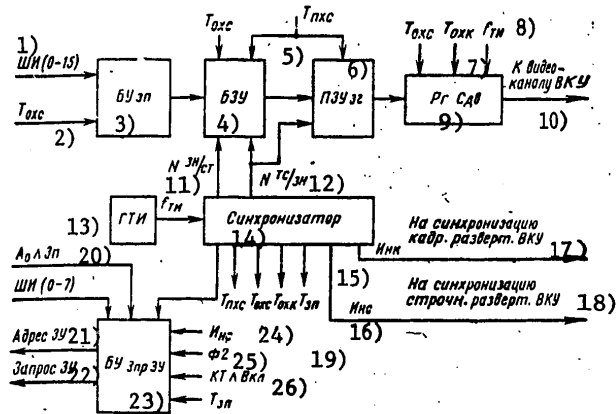 Tохс Tпхс Tохс Tохк fти 8)
1)
ШИ (0-15) 5) 6) 7) К видео-
каналу ВКУ
БУ зп БЗУ ПЗУ зг Рг Сдв
Tохс
2) 3) 4) 9) 10)
N зн/ст N тс/зн
11) 12)
fти
13) ГТИ Синхронизатор На синхронизацию
кадр. разверт. ВКУ
14) Инк 17)
A₀ ∧ Зп 20)
15) На синхронизацию
строчн. разверт. ВКУ
ШИ (0-7) Tпхс Tохс Tохк Tзп 18)
Инс
16)
Адрес ЗУ 21) Инс 24) 19)
БУ Зпр ЗУ Ф2 25)
Запрос ЗУ 22) КТ ∧ Вкл 26)
23) Tзп